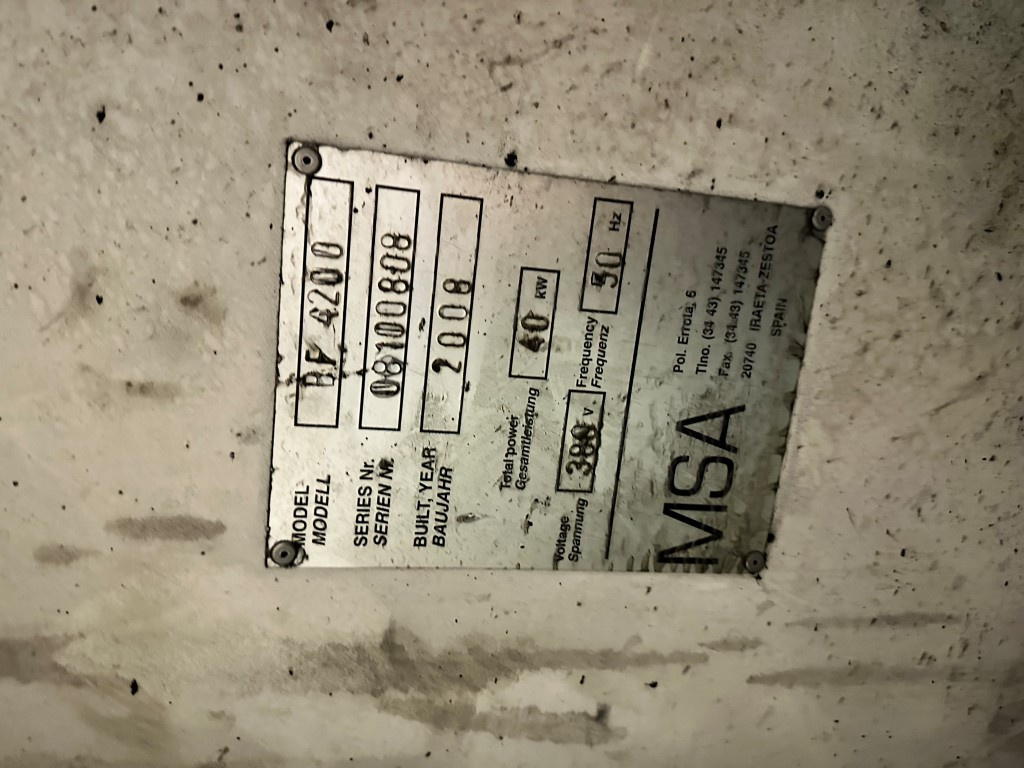 MODEL
MODELL
BF 4200
SERIES Nr.
SERIEN Nr.
08100808
BUILT, YEAR
BAUJAHR
2008
Total power
Gesamtleistung
40 kW
Voltage
Spannung
380 V.
Frequency
Frequenz
50 Hz
MSA
Pol. Errota, 6
Tlno. (34 43) 147345
Fax. (34.43) 147345
20740 IRAETA-ZESTOA
SPAIN